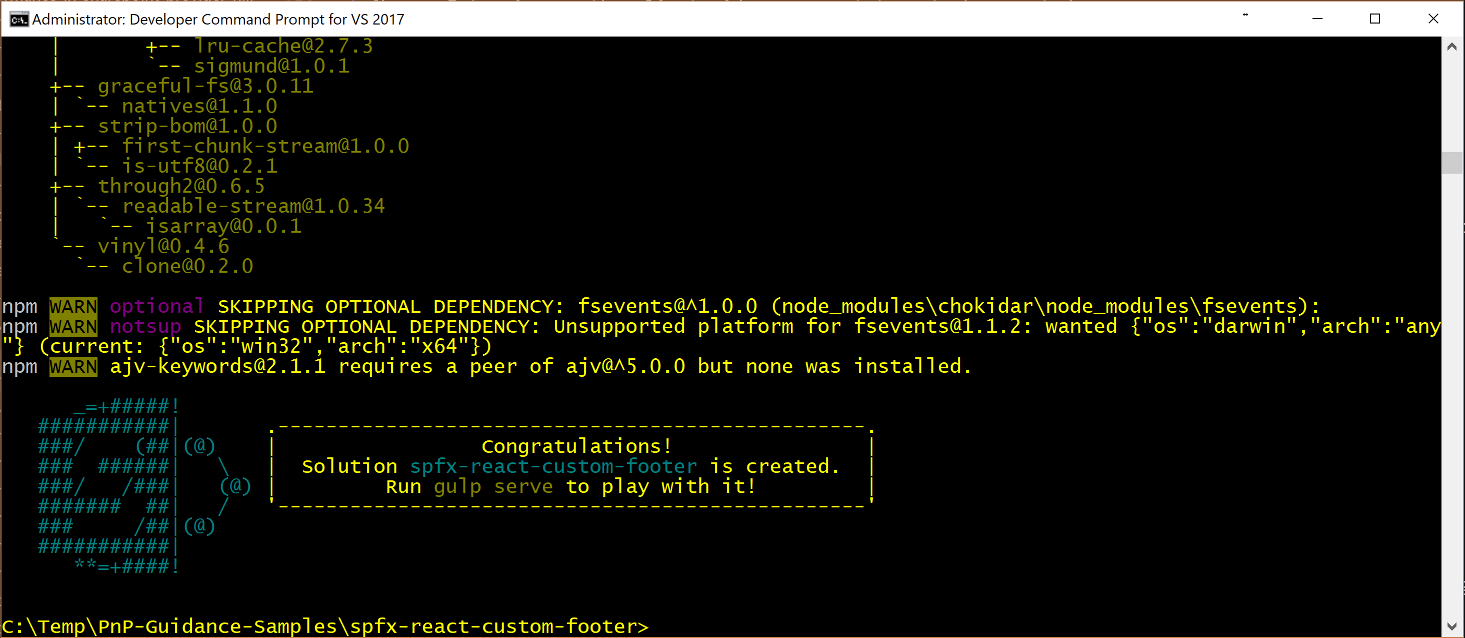 Administrator: Developer Command Prompt for VS 2017
|       +-- lru-cache@2.7.3
|       `-- sigmund@1.0.1
+-- graceful-fs@3.0.11
| `-- natives@1.1.0
+-- strip-bom@1.0.0
| +-- first-chunk-stream@1.0.0
| `-- is-utf8@0.2.1
+-- through2@0.6.5
| `-- readable-stream@1.0.34
|   `-- isarray@0.0.1
`-- vinyl@0.4.6
  `-- clone@0.2.0
npm WARN optional SKIPPING OPTIONAL DEPENDENCY: fsevents@^1.0.0 (node_modules\chokidar\node_modules\fsevents):
npm WARN notsup SKIPPING OPTIONAL DEPENDENCY: Unsupported platform for fsevents@1.1.2: wanted {"os":"darwin","arch":"any
"} (current: {"os":"win32","arch":"x64"})
npm WARN ajv-keywords@2.1.1 requires a peer of ajv@^5.0.0 but none was installed.
      _=+#####!
   ###########|       .-------------------------------------------------.
   ###/    (##|(@)    |                 Congratulations!                |
   ###  ######|   \   |  Solution spfx-react-custom-footer is created.  |
   ###/   /###|   (@) |         Run gulp serve to play with it!         |
   #######  ##|   /   '-------------------------------------------------'
   ###     /##|(@)
   ###########|
      **=+####!
C:\Temp\PnP-Guidance-Samples\spfx-react-custom-footer>